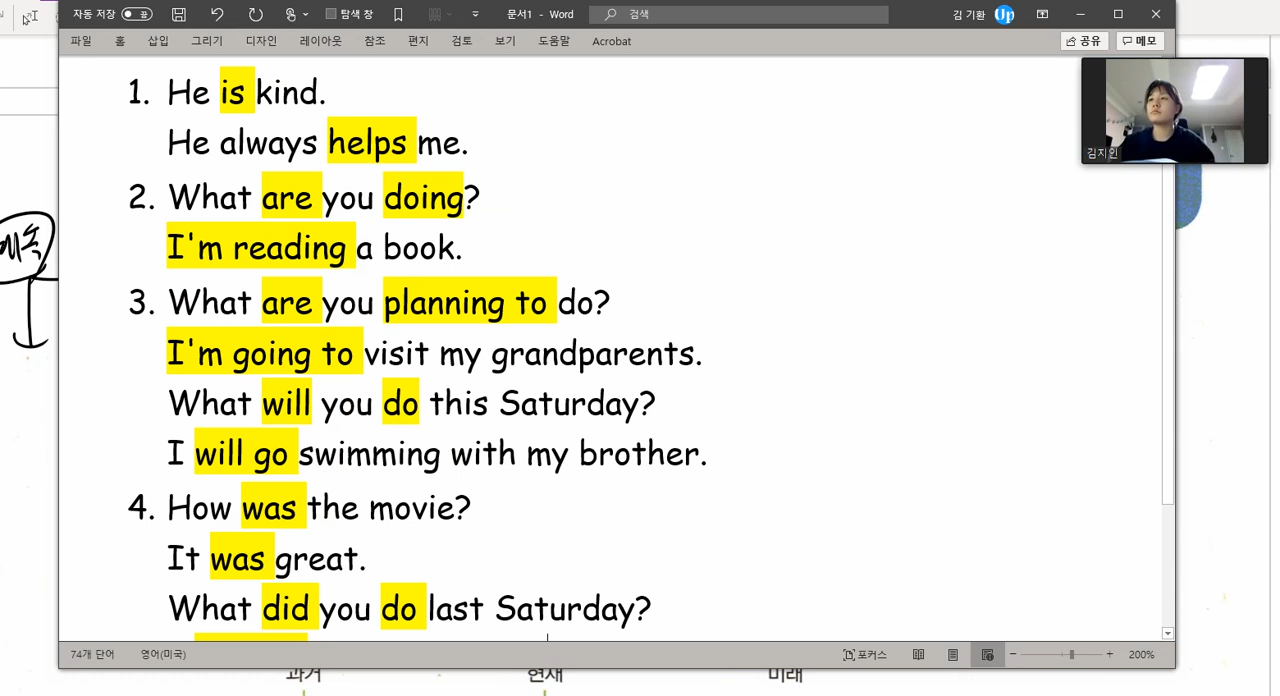 자동 저장 끔 탐색 창 문서1 - Word 검색 김 기환 Up
파일 홈 삽입 그리기 디자인 레이아웃 참조 편지 검토 보기 도움말 Acrobat 공유 메모
1. He is kind.
He always helps me.
김지인
2. What are you doing?
I'm reading a book.
3. What are you planning to do?
I'm going to visit my grandparents.
What will you do this Saturday?
I will go swimming with my brother.
4. How was the movie?
It was great.
What did you do last Saturday?
74개 단어 영어(미국) 포커스 200%
과거 현재 미래